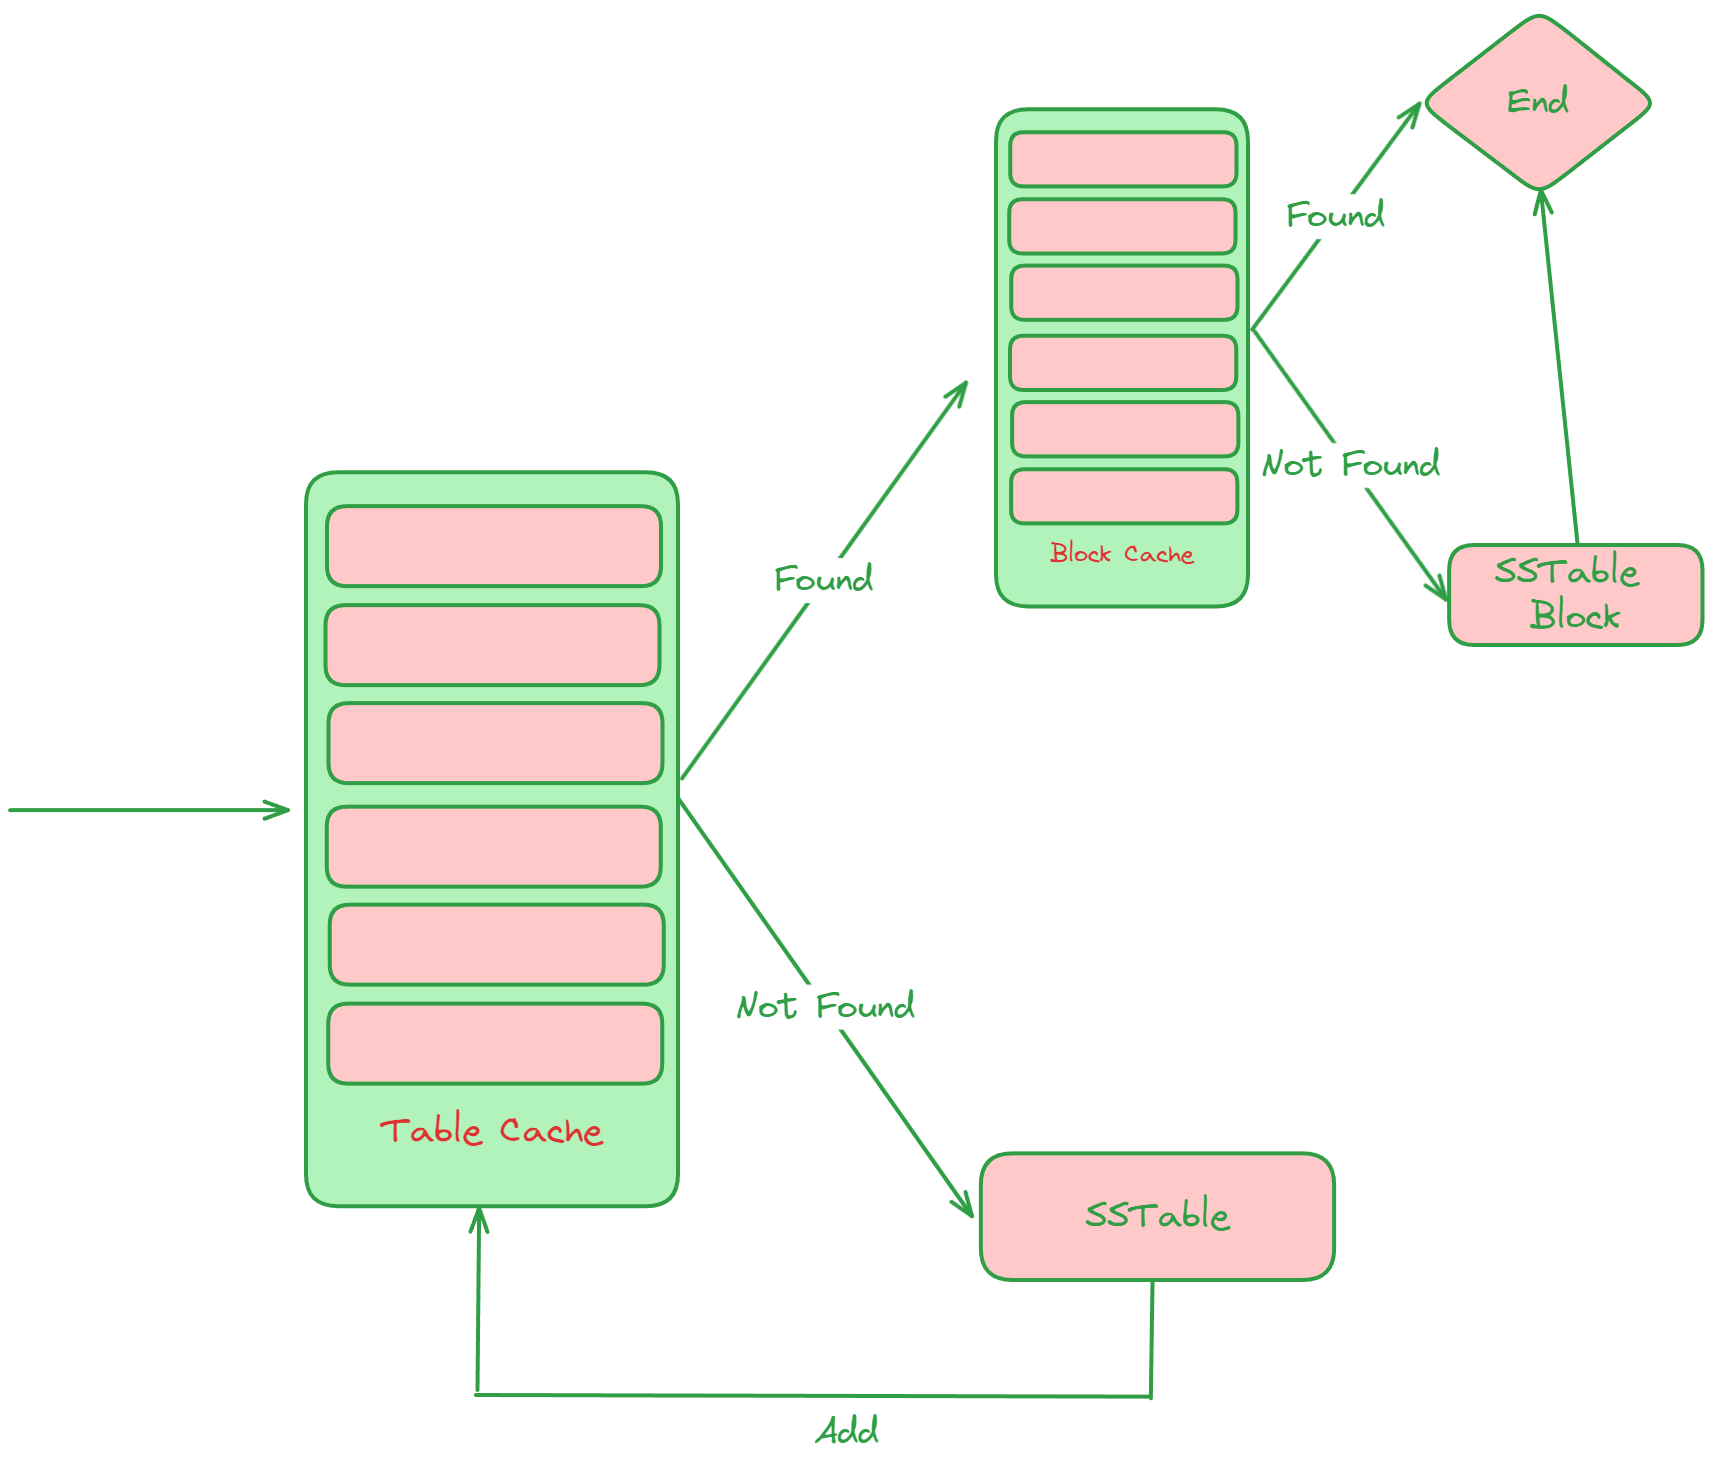 End
Found
Not Found
Block Cache
SSTable
Block
Found
Not Found
Table Cache
SSTable
Add